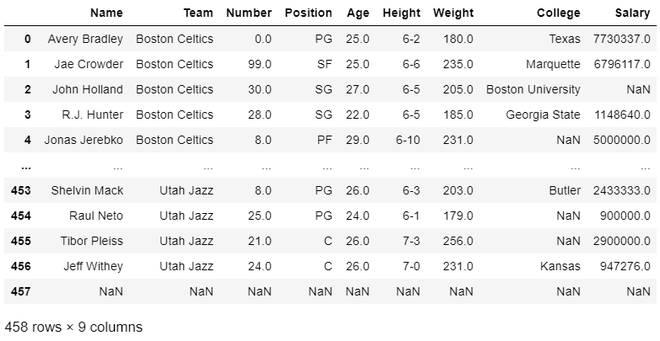 Name Team Number Position Age Height Weight College Salary
0 Avery Bradley Boston Celtics 0.0 PG 25.0 6-2 180.0 Texas 7730337.0
1 Jae Crowder Boston Celtics 99.0 SF 25.0 6-6 235.0 Marquette 6796117.0
2 John Holland Boston Celtics 30.0 SG 27.0 6-5 205.0 Boston University NaN
3 R.J. Hunter Boston Celtics 28.0 SG 22.0 6-5 185.0 Georgia State 1148640.0
4 Jonas Jerebko Boston Celtics 8.0 PF 29.0 6-10 231.0 NaN 5000000.0
... ... ... ... ... ... ... ... ... ...
453 Shelvin Mack Utah Jazz 8.0 PG 26.0 6-3 203.0 Butler 2433333.0
454 Raul Neto Utah Jazz 25.0 PG 24.0 6-1 179.0 NaN 900000.0
455 Tibor Pleiss Utah Jazz 21.0 C 26.0 7-3 256.0 NaN 2900000.0
456 Jeff Withey Utah Jazz 24.0 C 26.0 7-0 231.0 Kansas 947276.0
457 NaN NaN NaN NaN NaN NaN NaN NaN NaN
458 rows × 9 columns